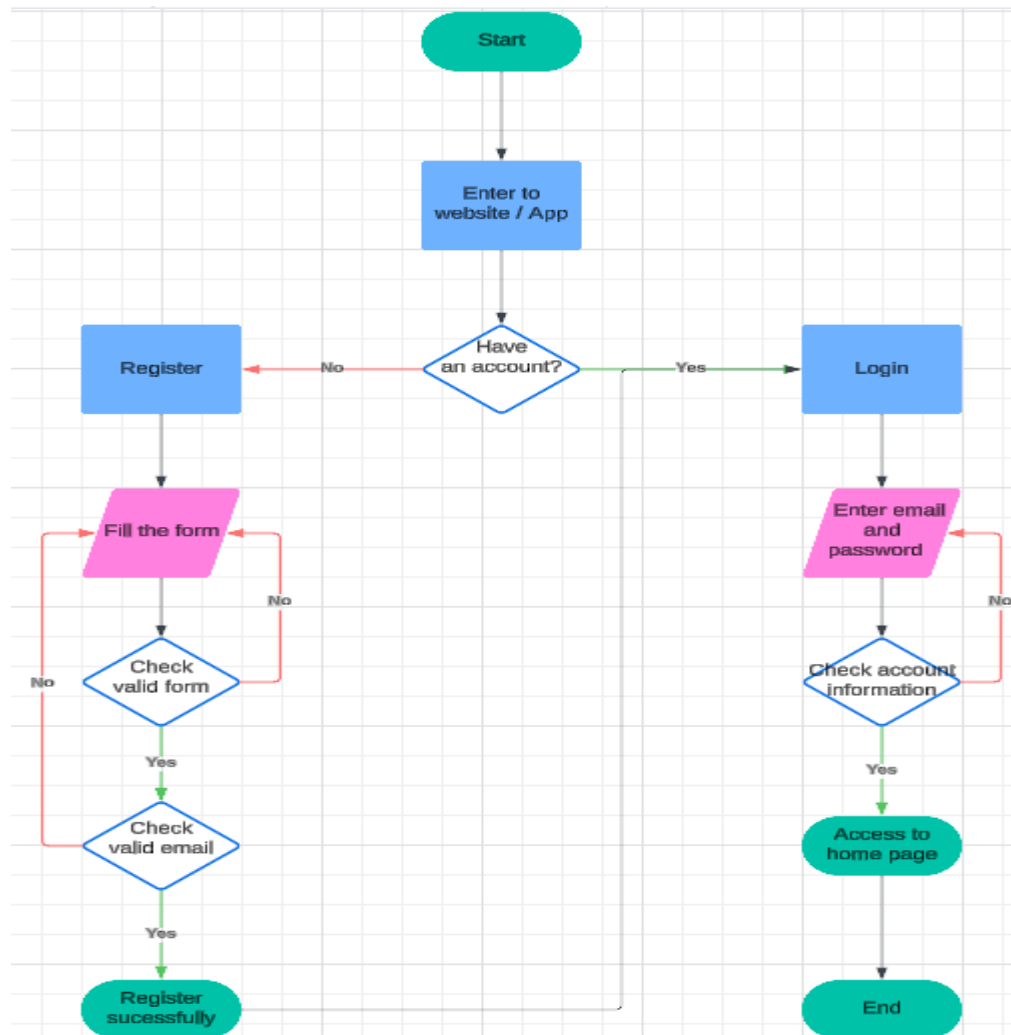 Start
Enter to
website / App
Have
an account?
No
Yes
Register
Login
Fill the form
Enter email
and
password
No
No
Check
valid form
No
Check account
information
Yes
Yes
Check
valid email
Access to
home page
Yes
Register
sucessfully
End